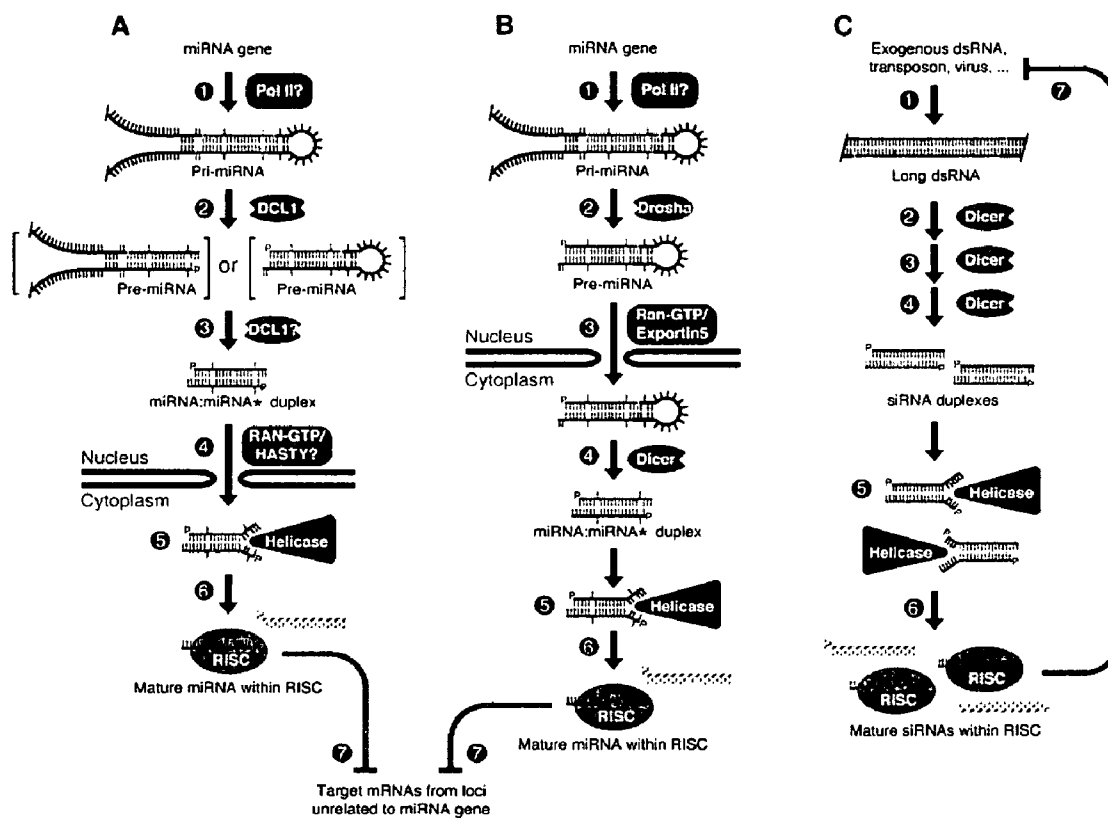 A
miRNA gene
1
Pol II?
Pri-miRNA
2
DCL1
or
Pre-miRNA
Pre-miRNA
3
DCL1?
miRNA:miRNA* duplex
4
RAN-GTP/
HASTY?
Nucleus
Cytoplasm
5
Helicase
6
RISC
Mature miRNA within RISC
7
Target mRNAs from loci
unrelated to miRNA gene
B
miRNA gene
1
Pol II?
Pri-miRNA
2
Drosha
Pre-miRNA
3
Ran-GTP/
Exportin5
Nucleus
Cytoplasm
4
Dicer
miRNA:miRNA* duplex
5
Helicase
6
RISC
Mature miRNA within RISC
7
C
Exogenous dsRNA,
transposon, virus, ...
7
1
Long dsRNA
2
Dicer
3
Dicer
4
Dicer
P
P
siRNA duplexes
5
Helicase
Helicase
6
RISC
RISC
Mature siRNAs within RISC